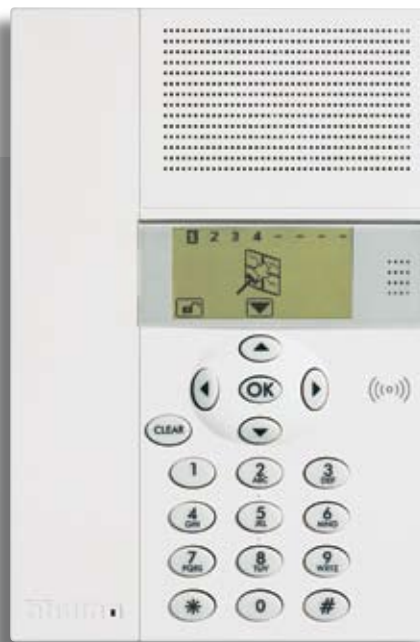 1 2 3 4 - - - -
OK
CLEAR
1 2 ABC 3 DEF
4 GHI 5 JKL 6 MNO
7 PQRS 8 TUV 9 WXYZ
* 0 #